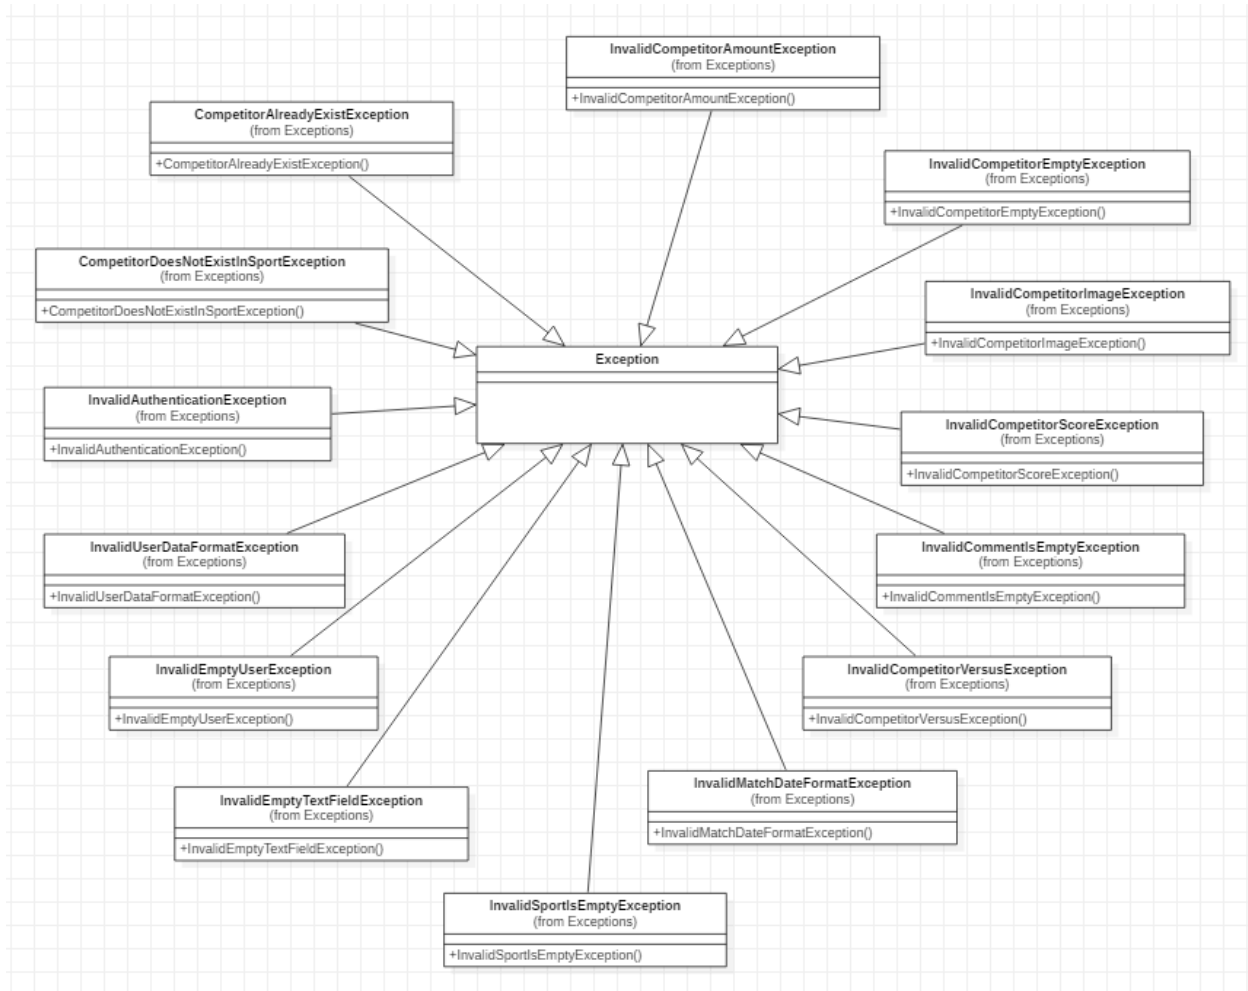 InvalidCompetitorAmountException
(from Exceptions)
+InvalidCompetitorAmountException()
CompetitorAlreadyExistException
(from Exceptions)
+CompetitorAlreadyExistException()
InvalidCompetitorEmptyException
(from Exceptions)
+InvalidCompetitorEmptyException()
CompetitorDoesNotExistInSportException
(from Exceptions)
+CompetitorDoesNotExistInSportException()
InvalidCompetitorImageException
(from Exceptions)
+InvalidCompetitorImageException()
Exception
InvalidAuthenticationException
(from Exceptions)
+InvalidAuthenticationException()
InvalidCompetitorScoreException
(from Exceptions)
+InvalidCompetitorScoreException()
InvalidUserDataFormatException
(from Exceptions)
+InvalidUserDataFormatException()
InvalidCommentIsEmptyException
(from Exceptions)
+InvalidCommentIsEmptyException()
InvalidEmptyUserException
(from Exceptions)
+InvalidEmptyUserException()
InvalidCompetitorVersusException
(from Exceptions)
+InvalidCompetitorVersusException()
InvalidEmptyTextFieldException
(from Exceptions)
+InvalidEmptyTextFieldException()
InvalidMatchDateFormatException
(from Exceptions)
+InvalidMatchDateFormatException()
InvalidSportIsEmptyException
(from Exceptions)
+InvalidSportIsEmptyException()